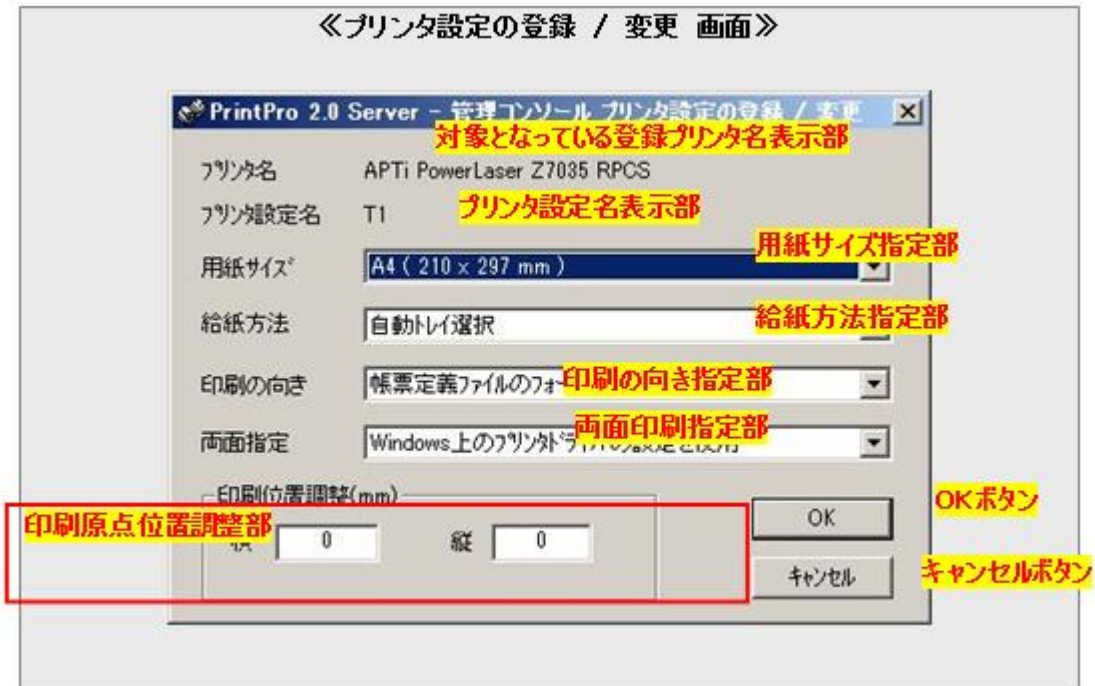 ≪プリンタ設定の登録 / 変更 画面≫
PrintPro 2.0 Server - 管理コンソール プリンタ設定の登録 / 変更
対象となっている登録プリンタ名表示部
プリンタ名 APTi PowerLaser Z7035 RPCS
プリンタ設定名 T1 プリンタ設定名表示部
用紙サイズ指定部
用紙サイズ A4 ( 210 x 297 mm )
給紙方法 自動トレイ選択 給紙方法指定部
印刷の向き 帳票定義ファイルのフォ 印刷の向き指定部
両面指定 Windows上のプリンタドライバの設定を使用 両面印刷指定部
印刷位置調整(mm)
OKボタン
印刷原点位置調整部
横 0 縦 0 OK
キャンセル キャンセルボタン